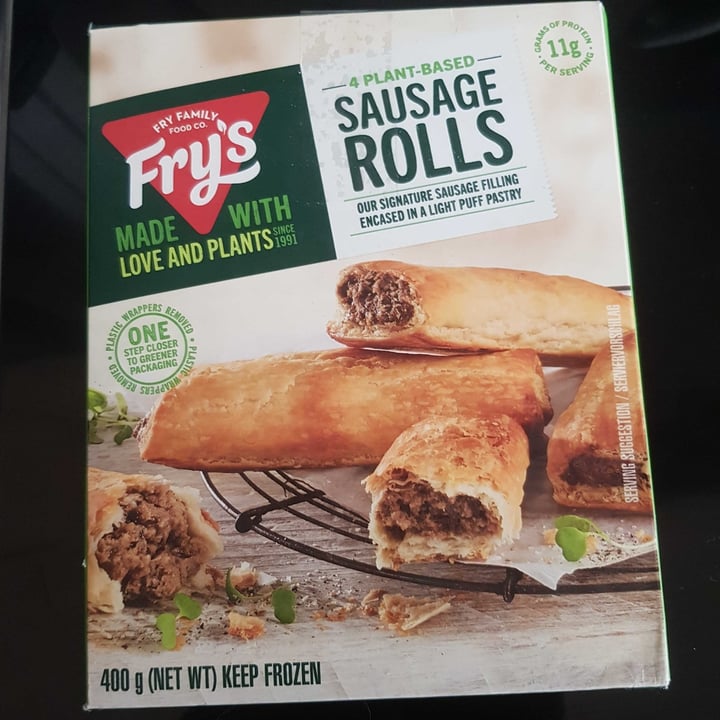 GRAMS OF PROTEIN
11g
PER SERVING
4 PLANT-BASED
SAUSAGE
ROLLS
OUR SIGNATURE SAUSAGE FILLING
ENCASED IN A LIGHT PUFF PASTRY
FRY FAMILY
FOOD CO.
Fry's
MADE WITH
LOVE AND PLANTS
SINCE
1991
PLASTIC WRAPPERS REMOVED
PLASTIC WRAPPERS REMOVED
ONE
STEP CLOSER
TO GREENER
PACKAGING
SERVING SUGGESTION / SERVIERVORSCHLAG
400 g (NET WT) KEEP FROZEN